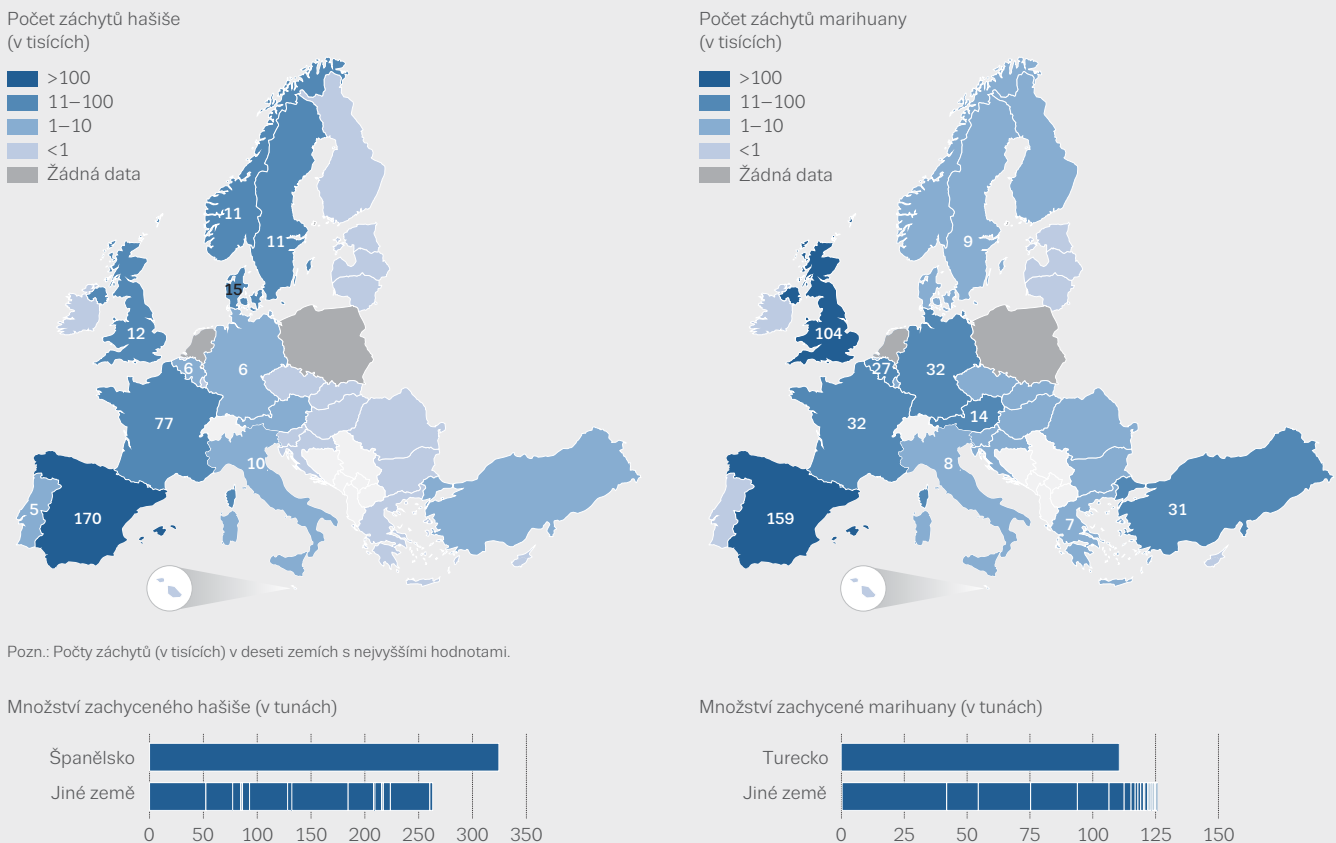 Počet záchytů hašiše
(v tisících)
>100
11–100
1–10
<1
Žádná data
11
11
15
12
6
6
77
10
5
170
Počet záchytů marihuany
(v tisících)
>100
11–100
1–10
<1
Žádná data
9
104
27
32
14
32
8
31
159
7
Pozn.: Počty záchytů (v tisících) v deseti zemích s nejvyššími hodnotami.
Množství zachyceného hašiše (v tunách)
Španělsko
Jiné země
0 50 100 150 200 250 300 350
Množství zachycené marihuany (v tunách)
Turecko
Jiné země
0 25 50 75 100 125 150